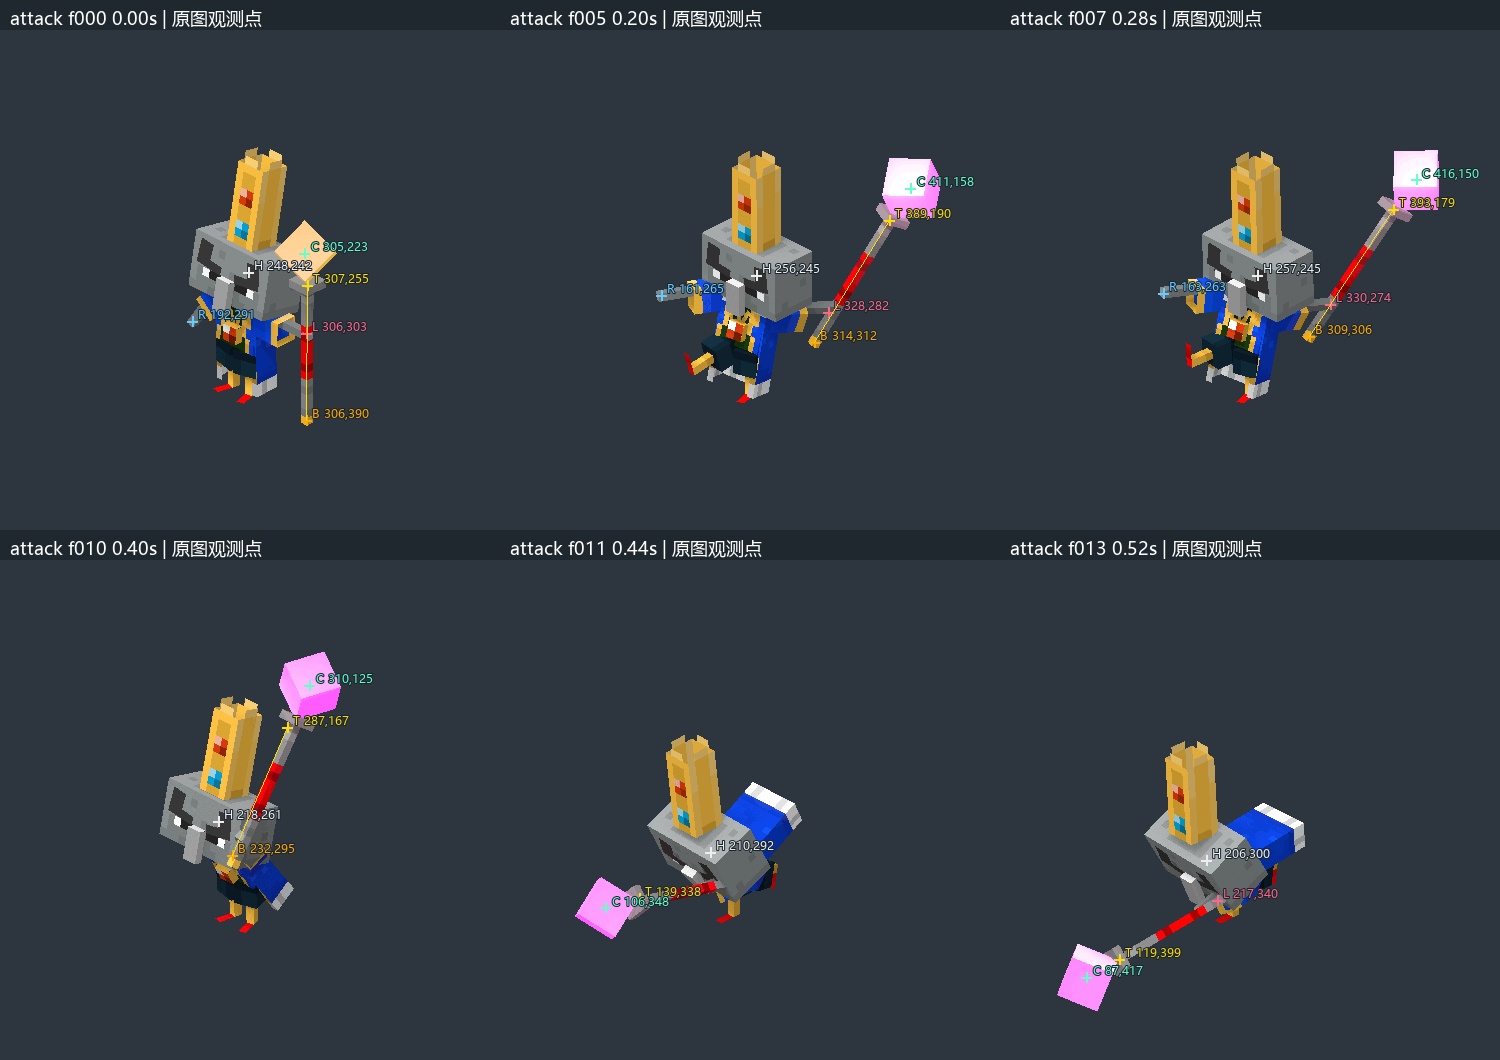 attack f000 0.00s | 原图观测点
attack f005 0.20s | 原图观测点
attack f007 0.28s | 原图观测点
C 305,223
H 248,242
T 307,255
R 192,291
L 306,303
B 306,390
C 411,158
T 389,190
H 256,245
R 161,265
L 328,282
B 314,312
C 416,150
T 393,179
H 257,245
R 163,263
L 330,274
B 309,306
attack f010 0.40s | 原图观测点
attack f011 0.44s | 原图观测点
attack f013 0.52s | 原图观测点
C 310,125
T 287,167
H 218,261
B 232,295
H 210,292
T 139,338
C 106,348
H 206,300
L 217,340
T 119,399
C 87,417